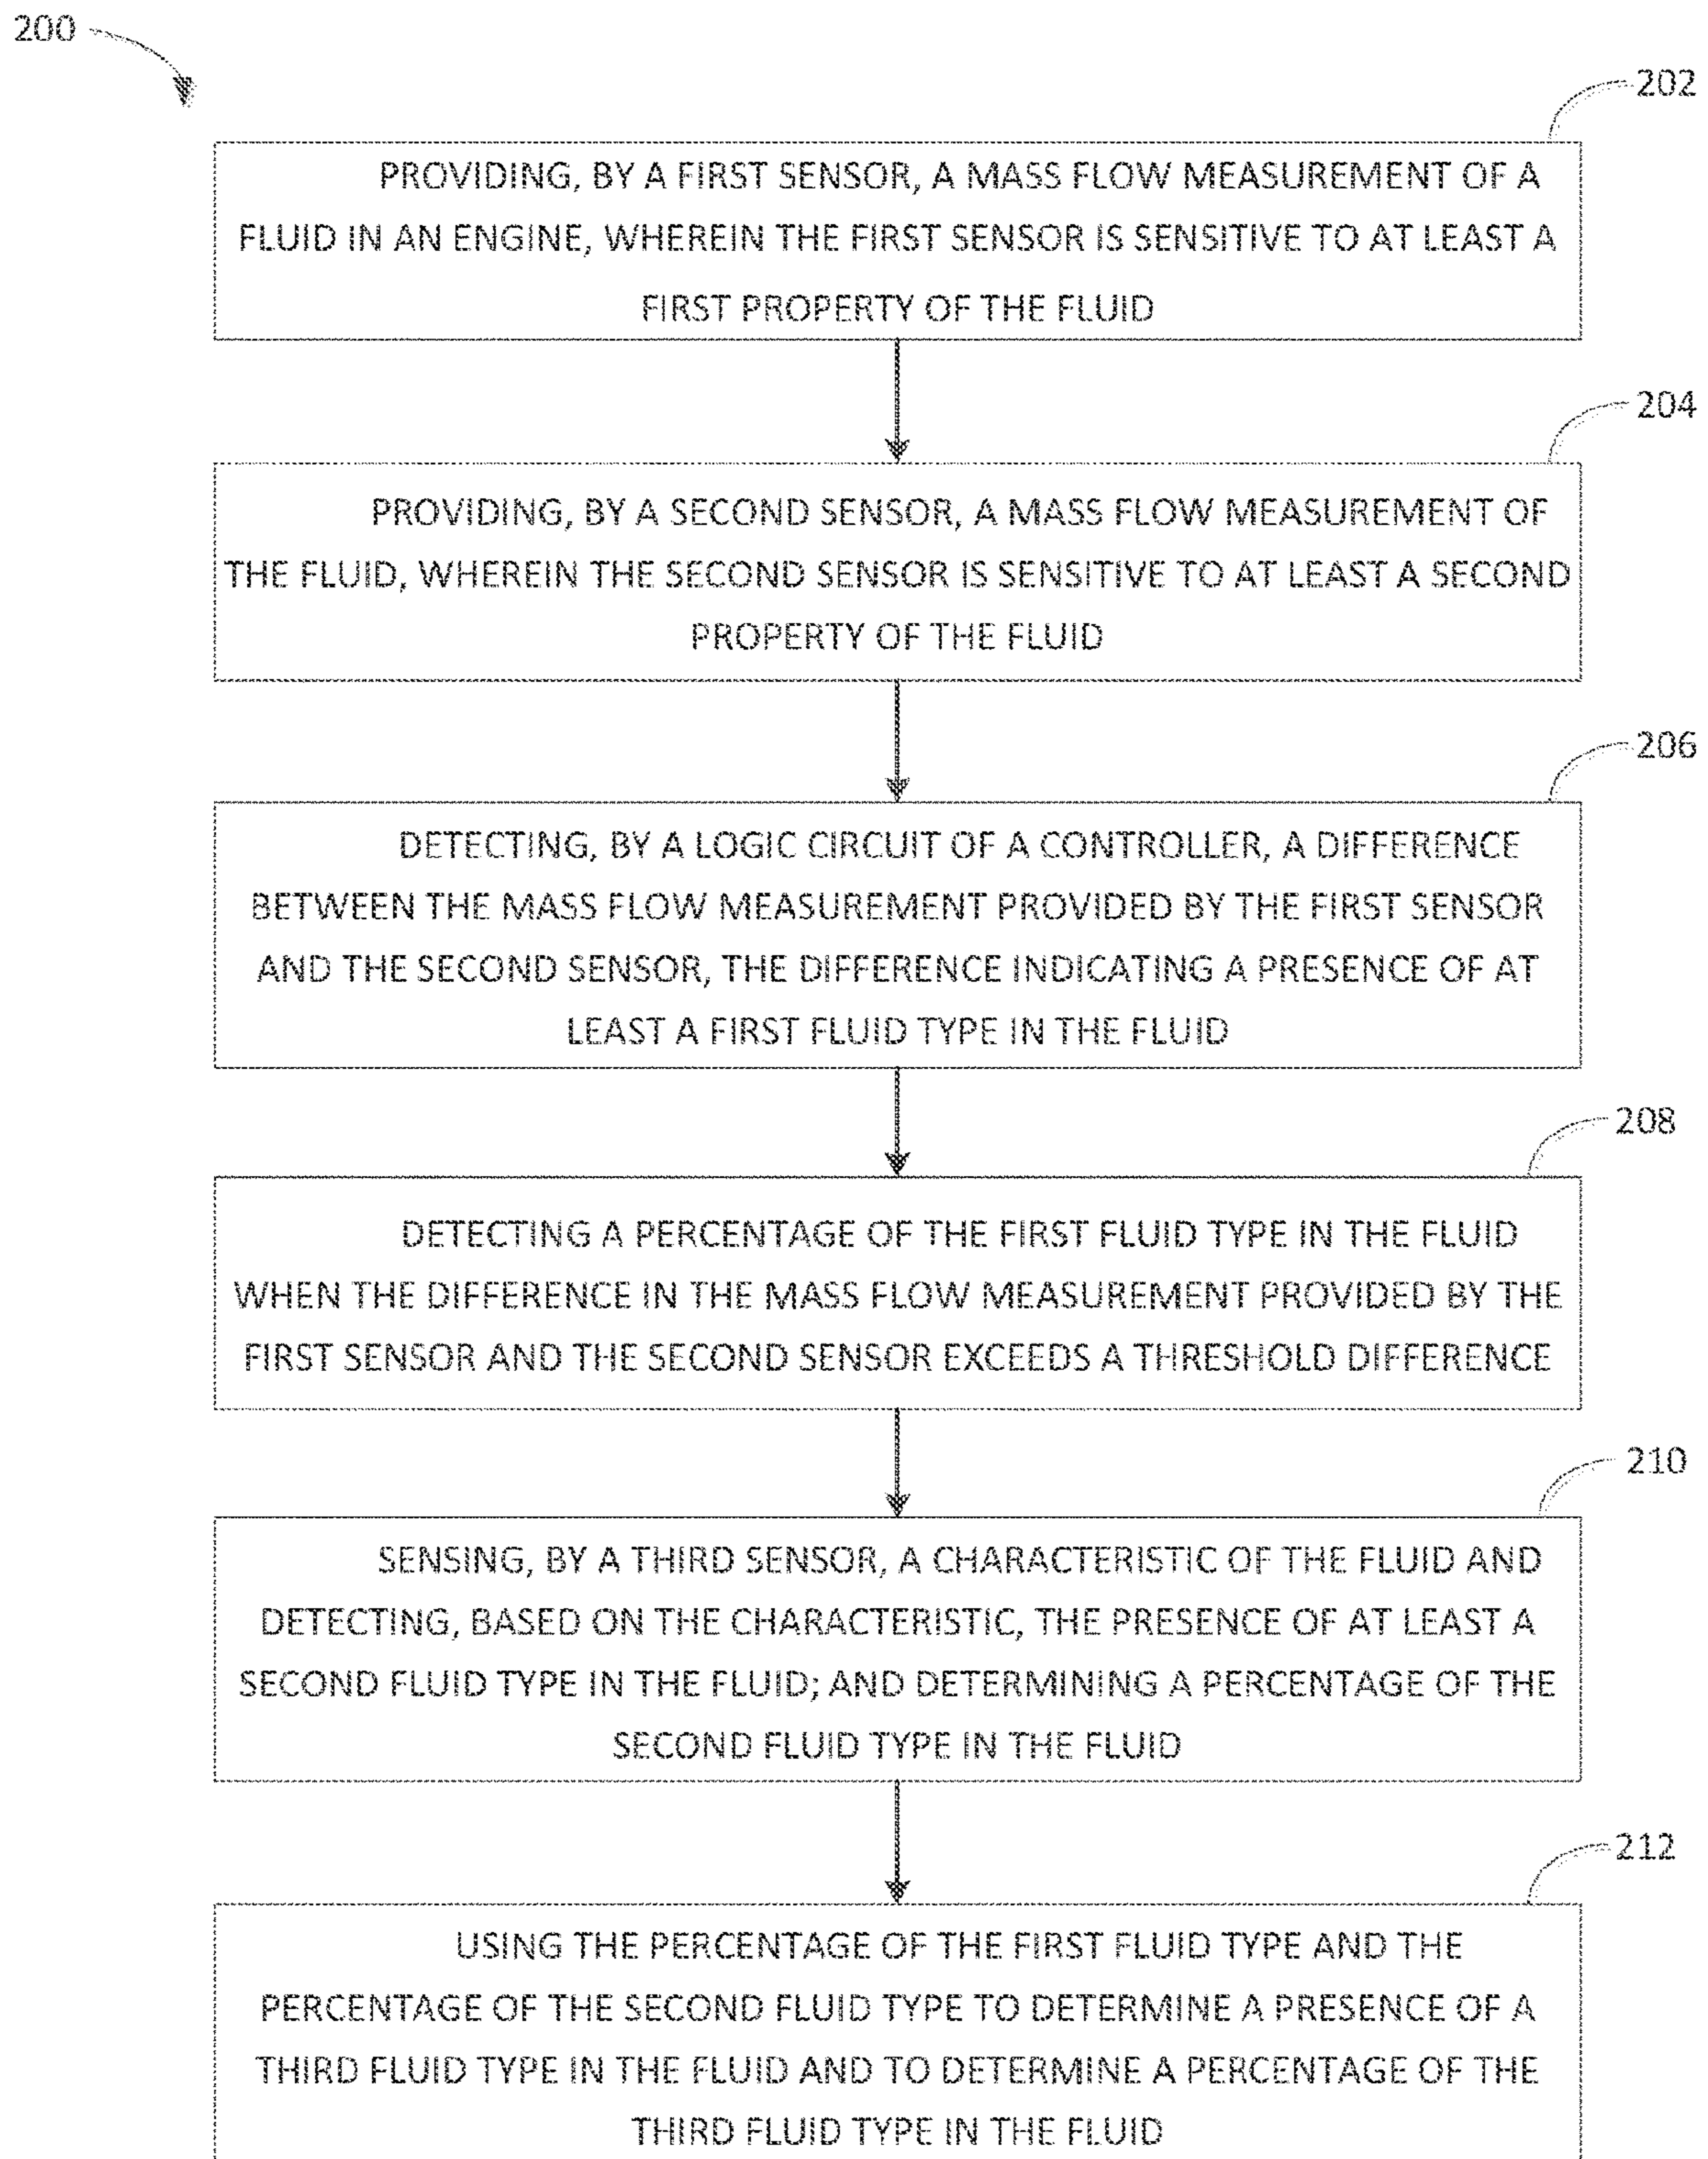 200
202
PROVIDING, BY A FIRST SENSOR, A MASS FLOW MEASUREMENT OF A
FLUID IN AN ENGINE, WHEREIN THE FIRST SENSOR IS SENSITIVE TO AT LEAST A
FIRST PROPERTY OF THE FLUID
204
PROVIDING, BY A SECOND SENSOR, A MASS FLOW MEASUREMENT OF
THE FLUID, WHEREIN THE SECOND SENSOR IS SENSITIVE TO AT LEAST A SECOND
PROPERTY OF THE FLUID
206
DETECTING, BY A LOGIC CIRCUIT OF A CONTROLLER, A DIFFERENCE
BETWEEN THE MASS FLOW MEASUREMENT PROVIDED BY THE FIRST SENSOR
AND THE SECOND SENSOR, THE DIFFERENCE INDICATING A PRESENCE OF AT
LEAST A FIRST FLUID TYPE IN THE FLUID
208
DETECTING A PERCENTAGE OF THE FIRST FLUID TYPE IN THE FLUID
WHEN THE DIFFERENCE IN THE MASS FLOW MEASUREMENT PROVIDED BY THE
FIRST SENSOR AND THE SECOND SENSOR EXCEEDS A THRESHOLD DIFFERENCE
210
SENSING, BY A THIRD SENSOR, A CHARACTERISTIC OF THE FLUID AND
DETECTING, BASED ON THE CHARACTERISTIC, THE PRESENCE OF AT LEAST A
SECOND FLUID TYPE IN THE FLUID; AND DETERMINING A PERCENTAGE OF THE
SECOND FLUID TYPE IN THE FLUID
212
USING THE PERCENTAGE OF THE FIRST FLUID TYPE AND THE
PERCENTAGE OF THE SECOND FLUID TYPE TO DETERMINE A PRESENCE OF A
THIRD FLUID TYPE IN THE FLUID AND TO DETERMINE A PERCENTAGE OF THE
THIRD FLUID TYPE IN THE FLUID